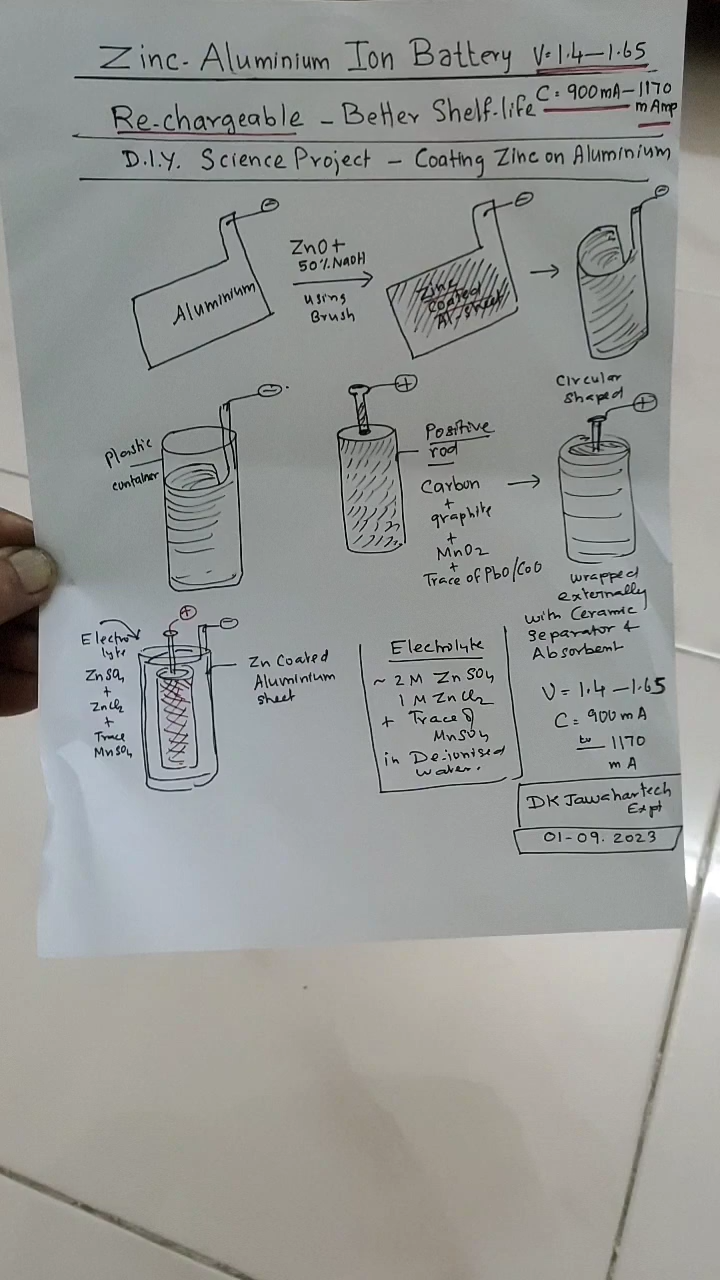 Zinc-Aluminium Ion Battery V=1.4—1.65
Re-chargeable – Better Shelf-life C=900mA–1170 mAmp
D.I.Y. Science Project – Coating Zinc on Aluminium
Aluminium
ZnO +
50% NaOH
using
Brush
Zinc
Coated
Al-sheet
Circular
shaped
Plastic
container
Positive
rod
Carbon
+
graphite
+
MnO2
+
Trace of PbO/CoO
wrapped
externally
with Ceramic
Separator &
Absorbent
Electro
lyte
ZnSO4
+
ZnCl2
+
Trace
MnSO4
Zn Coated
Aluminium
sheet
Electrolyte
~ 2M ZnSO4
1M ZnCl2
+ Trace of
MnSO4
in De-ionised
water.
V = 1.4 – 1.65
C = 900mA
to 1170
mA
DK Jawahartech
Expt
01-09.2023